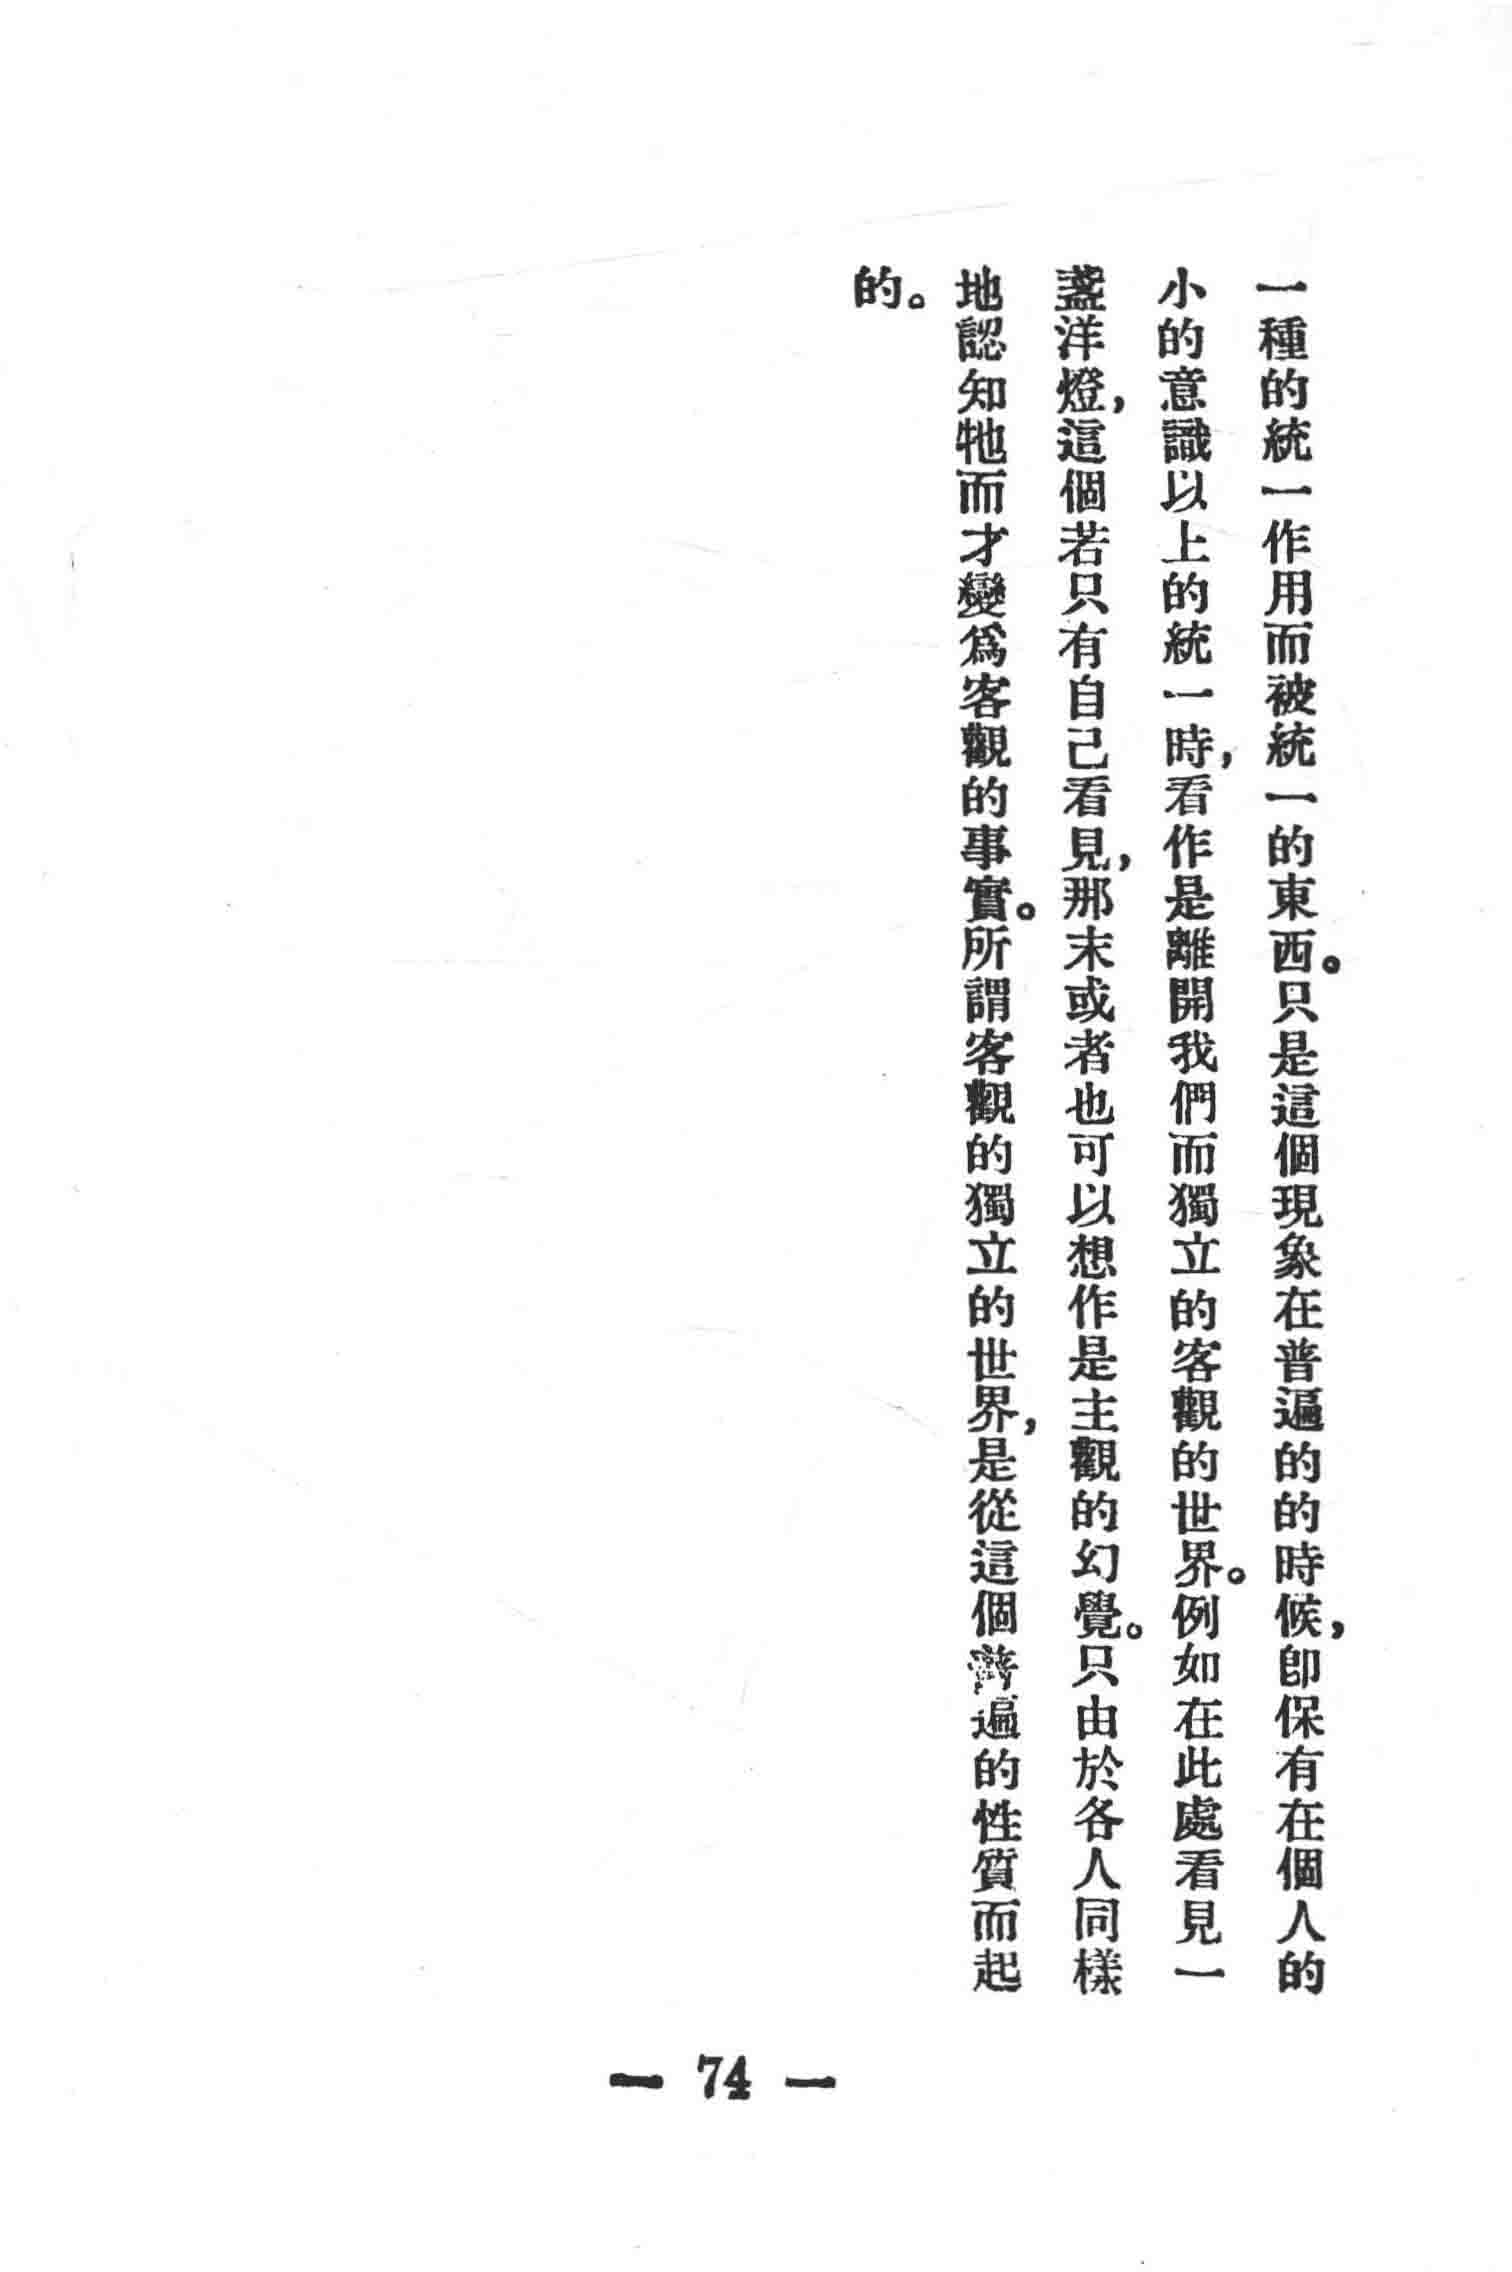 一種的統一作用而被統一的東西。只是這個現象在普遍的的時候，卽保有在個人的
小的意識以上的統一時，看作是離開我們而獨立的客觀的世界。例如在此處看見一
盞洋燈，這個若只有自己看見，那末或者也可以想作是主觀的幻覺。只由於各人同樣
地認知牠而才變爲客觀的事實。所謂客觀的獨立的世界，是從這個普遍的性質而起
的。
— 74 —